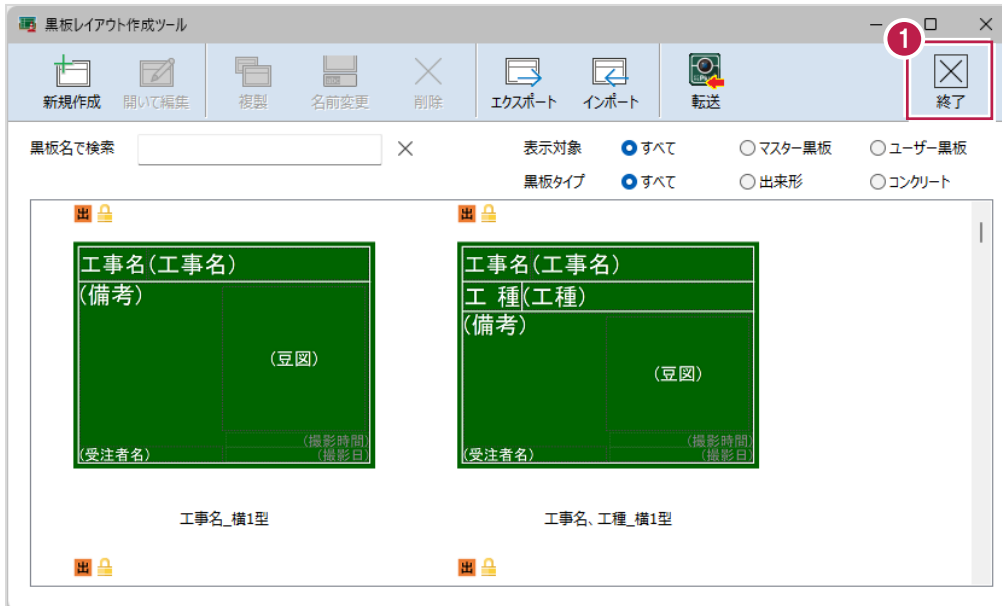 黒板レイアウト作成ツール
1
新規作成 開いて編集 複製 名前変更 削除 エクスポート インポート 転送 終了
黒板名で検索 表示対象 すべて マスター黒板 ユーザー黒板
黒板タイプ すべて 出来形 コンクリート
出 出
工事名(工事名)
(備考)
(豆図)
(撮影時間)
(受注者名) (撮影日)
工事名(工事名)
工 種(工種)
(備考)
(豆図)
(撮影時間)
(受注者名) (撮影日)
工事名_横1型 工事名、工種_横1型
出 出